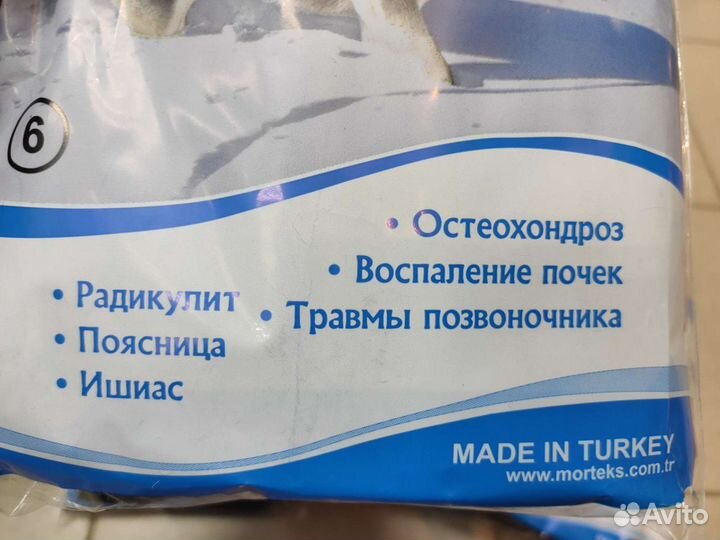 6
• Остеохондроз
• Воспаление почек
• Травмы позвоночника
• Радикулит
• Поясница
• Ишиас
MADE IN TURKEY
www.morteks.com.tr
Avito